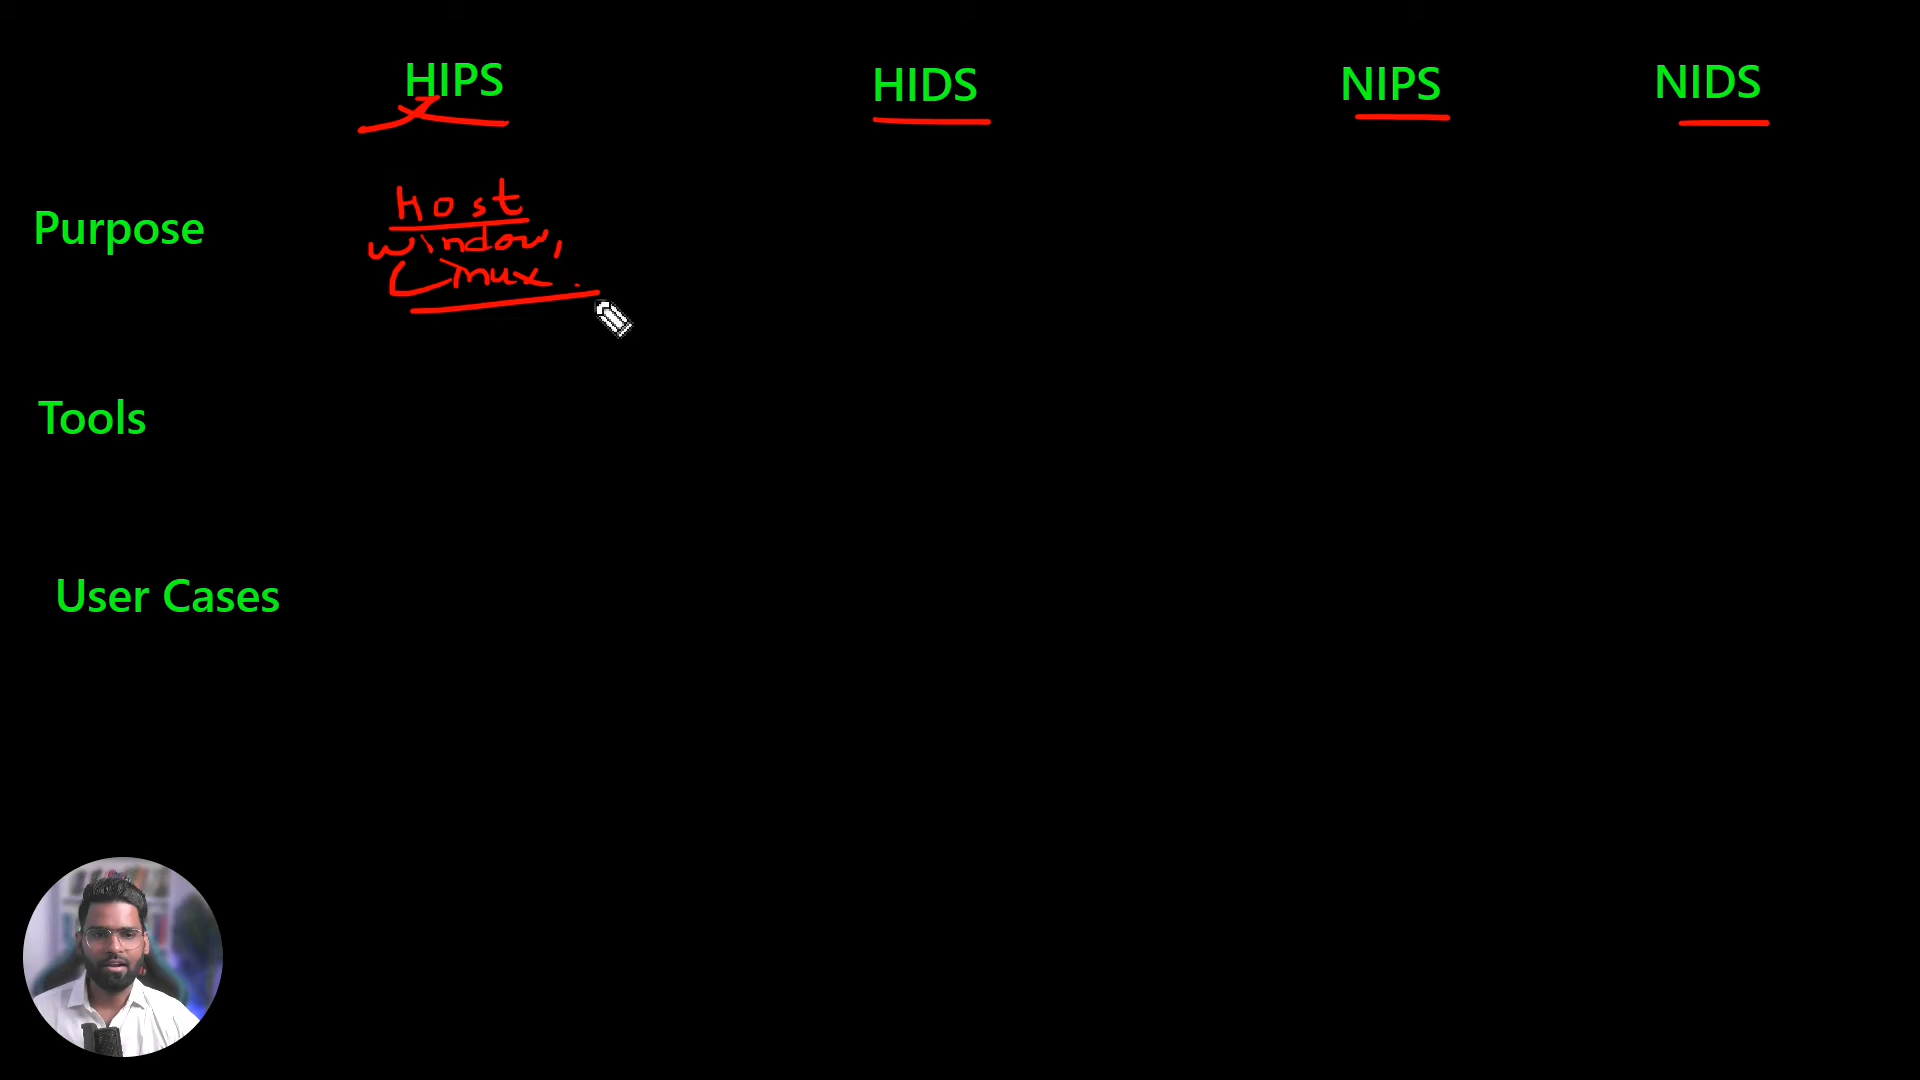 HIPS HIDS NIPS NIDS
Purpose
Host
window,
Linux.
Tools
User Cases